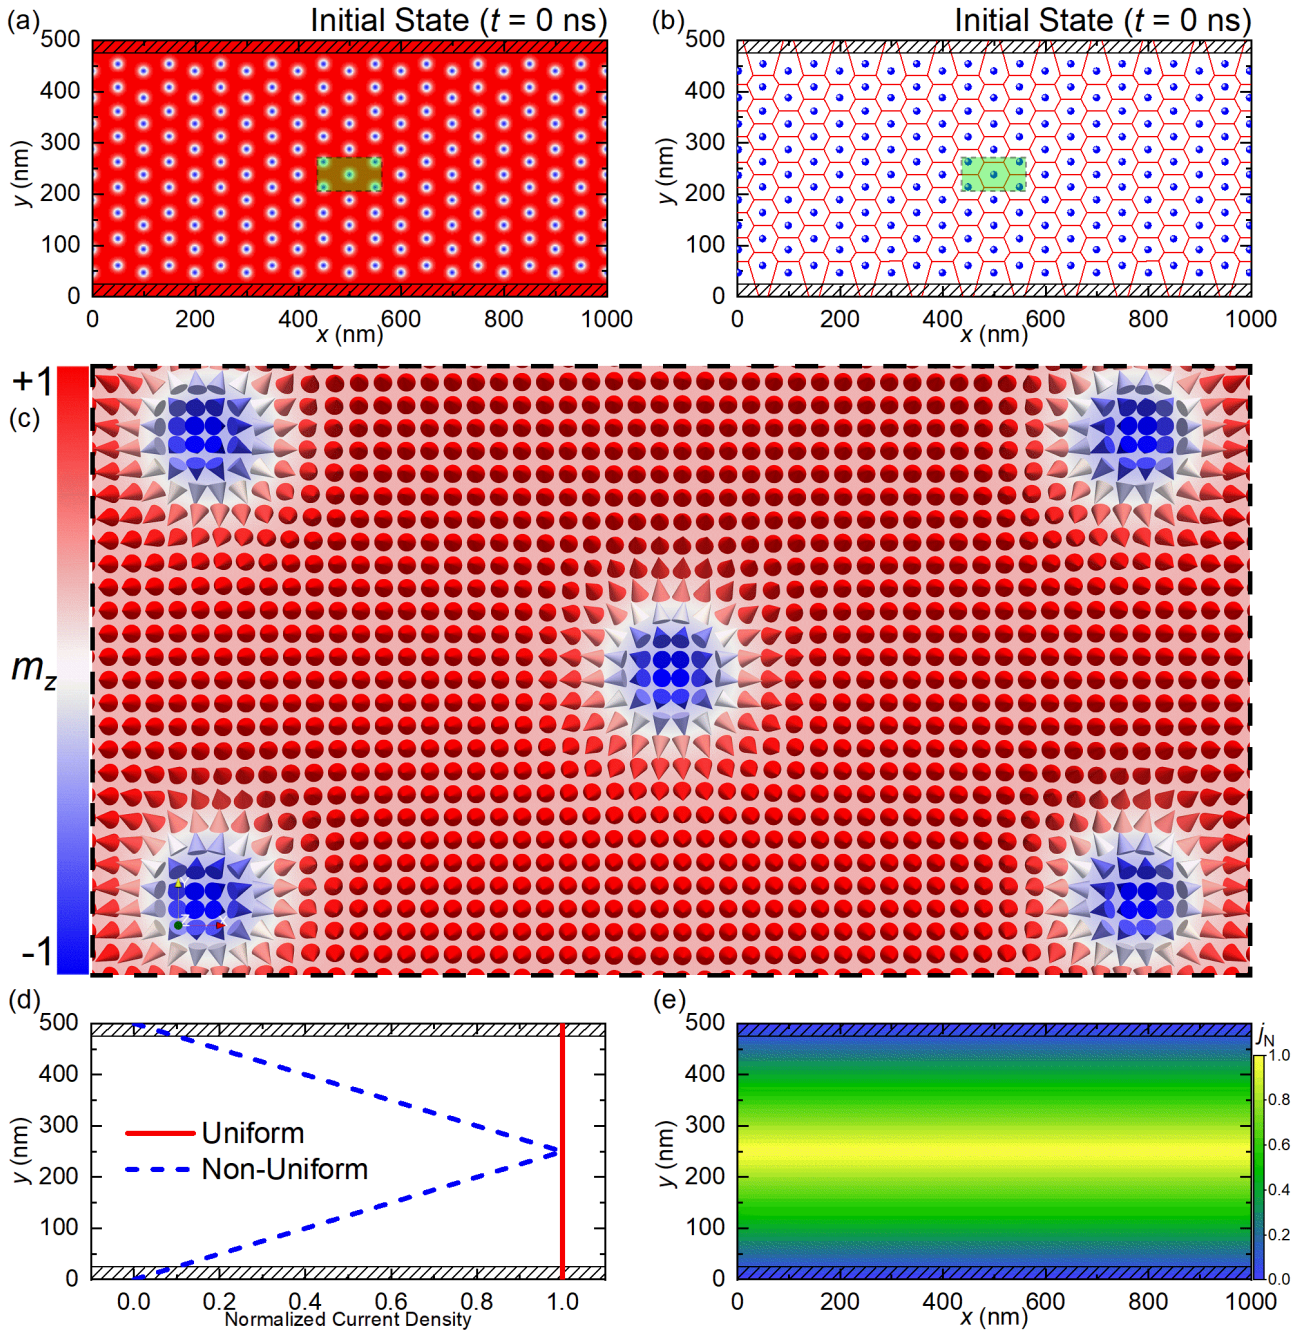 (a) Initial State (t = 0 ns)
500
400
300
200
100
0
y (nm)
0 200 400 600 800 1000
x (nm)
(b) Initial State (t = 0 ns)
500
400
300
200
100
0
y (nm)
0 200 400 600 800 1000
x (nm)
+1
(c)
mz
-1
(d)
500
400
300
200
100
0
y (nm)
Uniform
Non-Uniform
0.0 0.2 0.4 0.6 0.8 1.0
Normalized Current Density
(e)
500
400
300
200
100
0
y (nm)
0 200 400 600 800 1000
x (nm)
jN
1.0
0.8
0.6
0.4
0.2
0.0